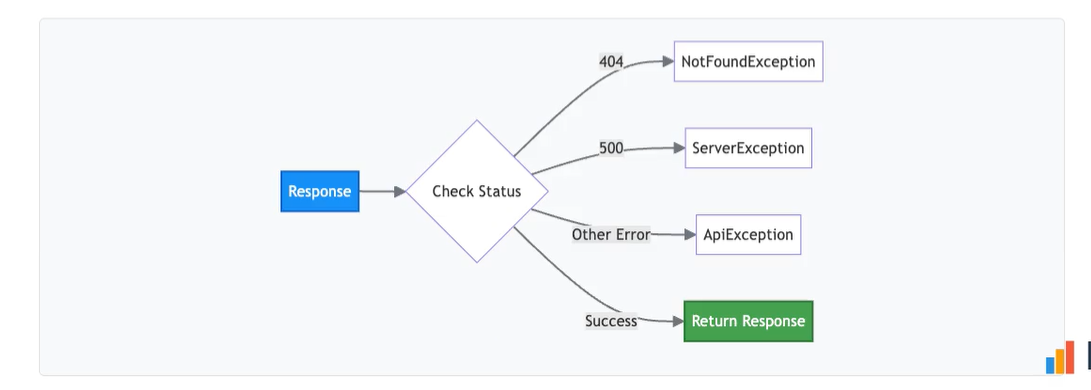 404
NotFoundException
500
ServerException
Response
Check Status
Other Error
ApiException
Success
Return Response